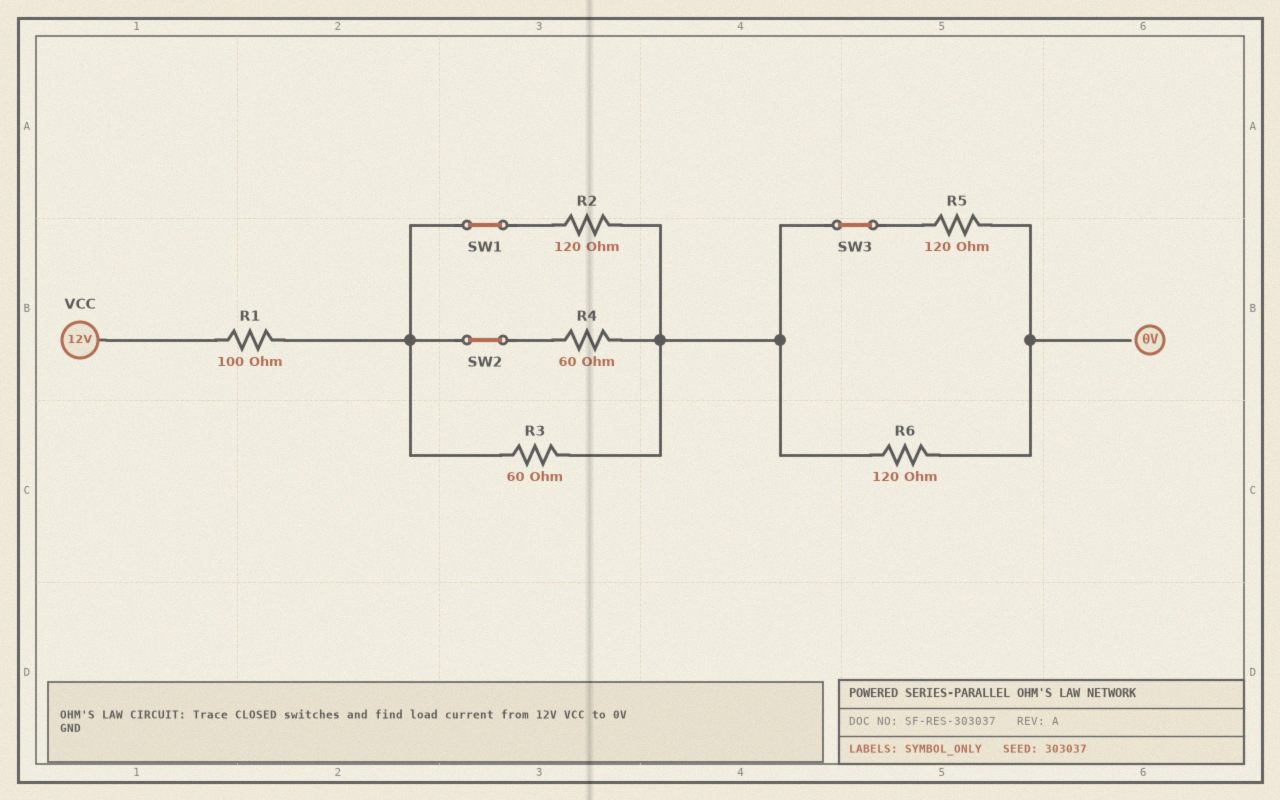 1 2 3 4 5 6
A A
R2
R5
SW1
120 Ohm
SW3
120 Ohm
VCC
B B
R1
R4
12V
0V
100 Ohm
SW2
60 Ohm
R3
R6
60 Ohm
120 Ohm
C C
D D
OHM'S LAW CIRCUIT: Trace CLOSED switches and find load current from 12V VCC to 0V
GND
POWERED SERIES-PARALLEL OHM'S LAW NETWORK
DOC NO: SF-RES-303037 REV: A
LABELS: SYMBOL_ONLY SEED: 303037
1 2 3 4 5 6